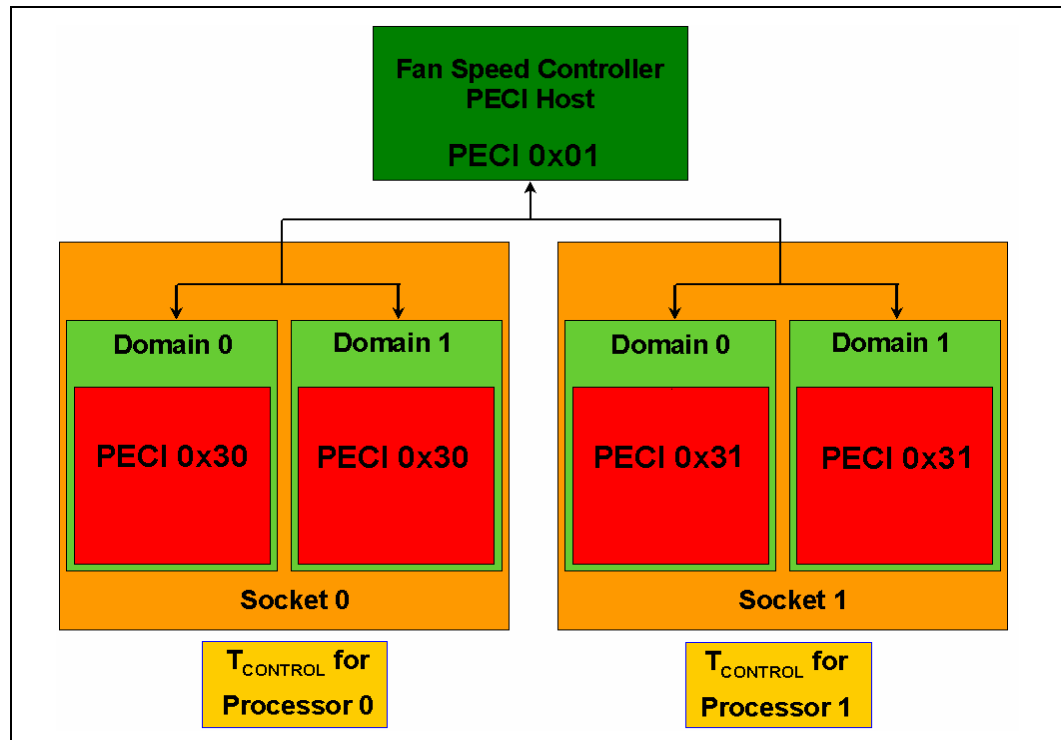 Fan Speed Controller
PECI Host
PECI 0x01
Domain 0
Domain 1
PECI 0x30
PECI 0x30
Socket 0
Domain 0
Domain 1
PECI 0x31
PECI 0x31
Socket 1
TCONTROL for
Processor 0
TCONTROL for
Processor 1